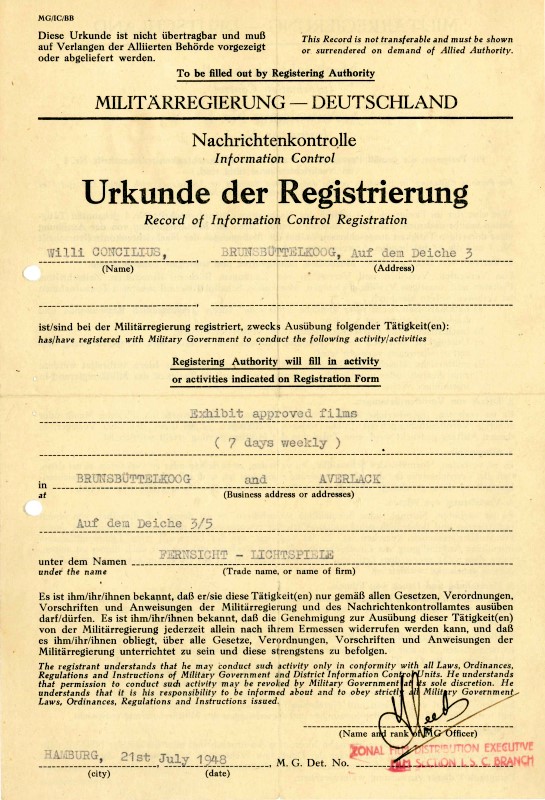 MG/IC/BB
Diese Urkunde ist nicht übertragbar und muß
auf Verlangen der Alliierten Behörde vorgezeigt
oder abgeliefert werden.
This Record is not transferable and must be shown
or surrendered on demand of Allied Authority.
To be filled out by Registering Authority
MILITÄRREGIERUNG — DEUTSCHLAND
Nachrichtenkontrolle
Information Control
Urkunde der Registrierung
Record of Information Control Registration
Willi CONCILIUS, BRUNSBÜTTELKOOG, Auf dem Deiche 3
(Name) (Address)
ist/sind bei der Militärregierung registriert, zwecks Ausübung folgender Tätigkeit(en):
has/have registered with Military Government to conduct the following activity/activities
Registering Authority will fill in activity
or activities indicated on Registration Form
Exhibit approved films
( 7 days weekly )
in BRUNSBÜTTELKOOG and AVERLACK
at (Business address or addresses)
Auf dem Deiche 3/5
unter dem Namen FERNSICHT - LICHTSPIELE
under the name (Trade name, or name of firm)
Es ist ihm/ihr/ihnen bekannt, daß er/sie diese Tätigkeit(en) nur gemäß allen Gesetzen, Verordnungen,
Vorschriften und Anweisungen der Militärregierung und des Nachrichtenkontrollamtes ausüben
darf/dürfen. Es ist ihm/ihr/ihnen bekannt, daß die Genehmigung zur Ausübung dieser Tätigkeit(en)
von der Militärregierung jederzeit allein nach ihrem Ermessen widerrufen werden kann, und daß
es ihm/ihr/ihnen obliegt, über alle Gesetze, Verordnungen, Vorschriften und Anweisungen der
Militärregierung unterrichtet zu sein und diese strengstens zu befolgen.
The registrant understands that he may conduct such activity only in conformity with all Laws, Ordinances,
Regulations and Instructions of Military Government and District Information Control Units. He understands
that permission to conduct such activity may be revoked by Military Government at its sole discretion. He
understands that it is his responsibility to be informed about and to obey strictly all Military Government
Laws, Ordinances, Regulations and Instructions issued.
(Name and rank of MG Officer)
HAMBURG, 21st July 1948 M. G. Det. No.
(city) (date)
ZONAL FILM DISTRIBUTION EXECUTIVE
FILM SECTION I. S. C. BRANCH